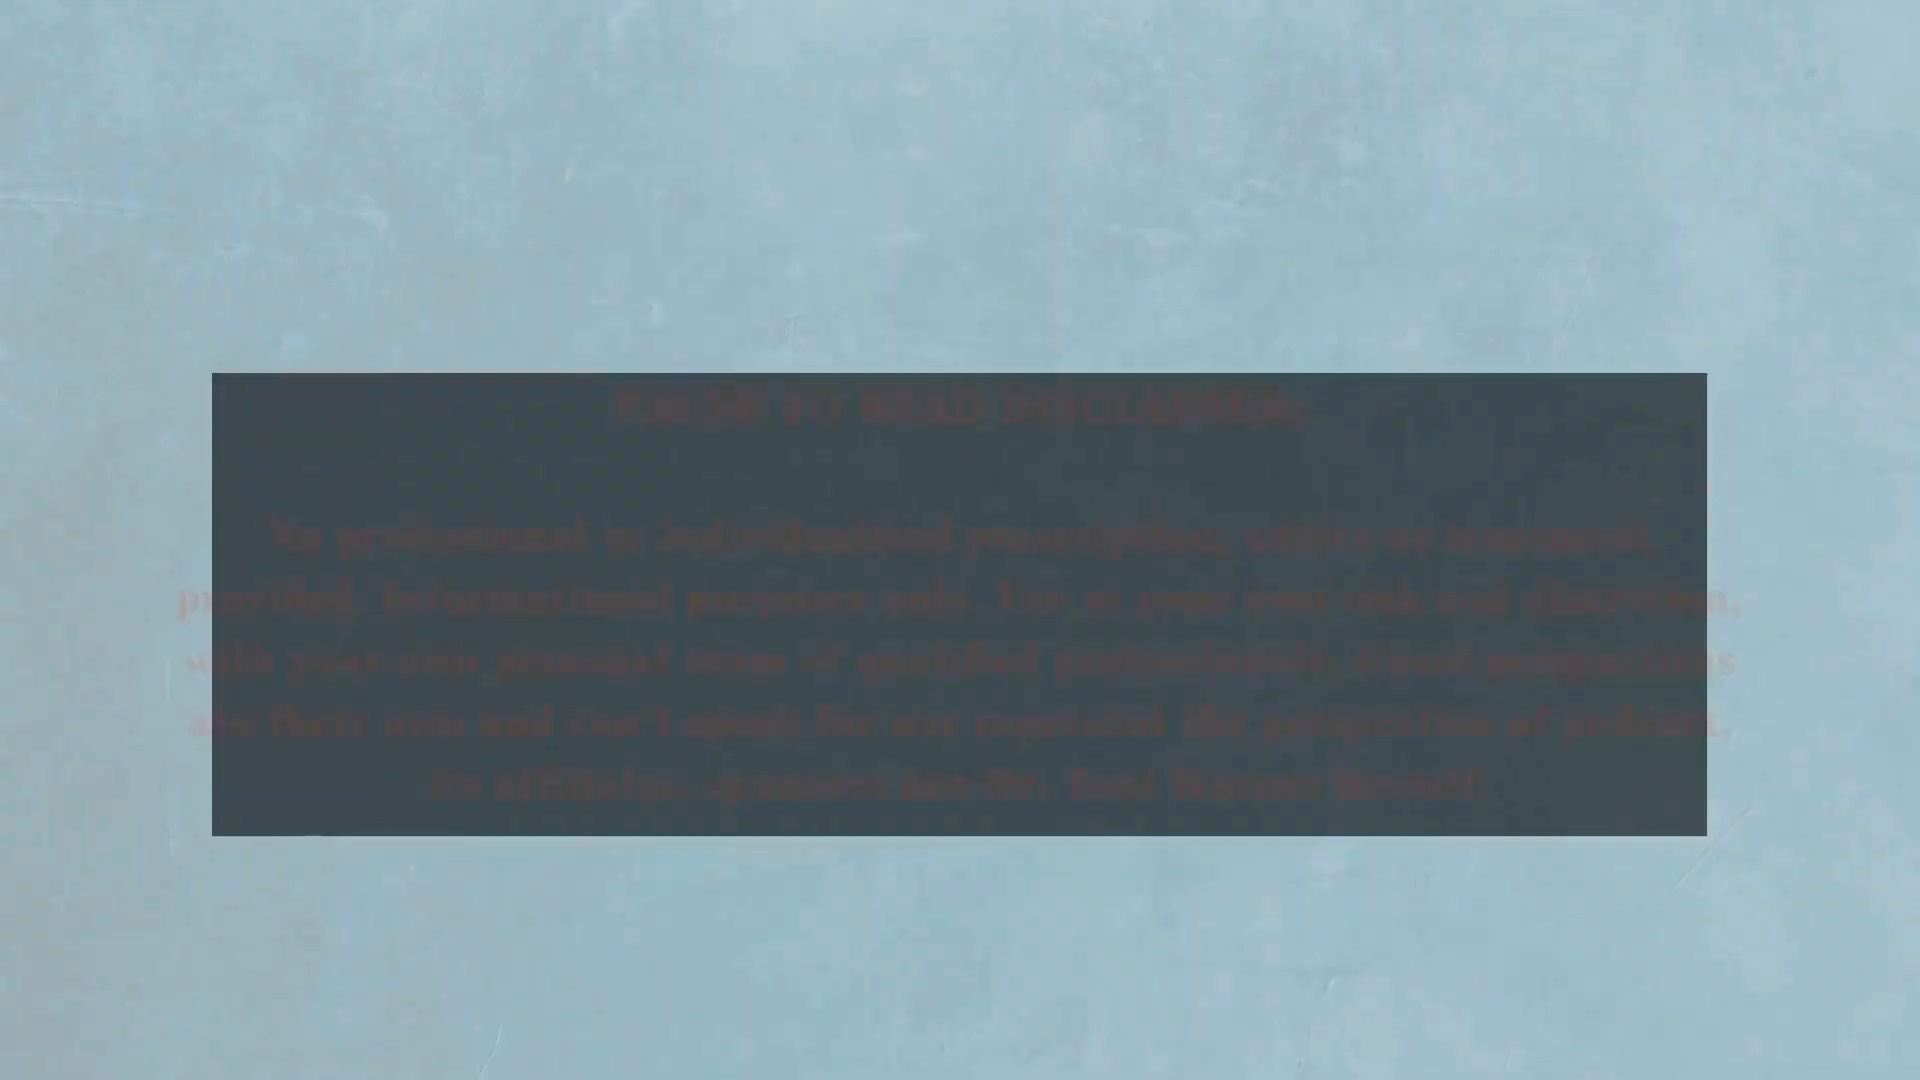 PAUSE TO READ DISCLAIMER:
No professional or individualized prescription, advice or treatment
provided. Informational purposes only. Use at your own risk and discretion,
with your own personal team of qualified professionals. Guest perspectives
are their own and don't speak for nor represent the perspective of podcast,
its affiliates, sponsors nor Dr.